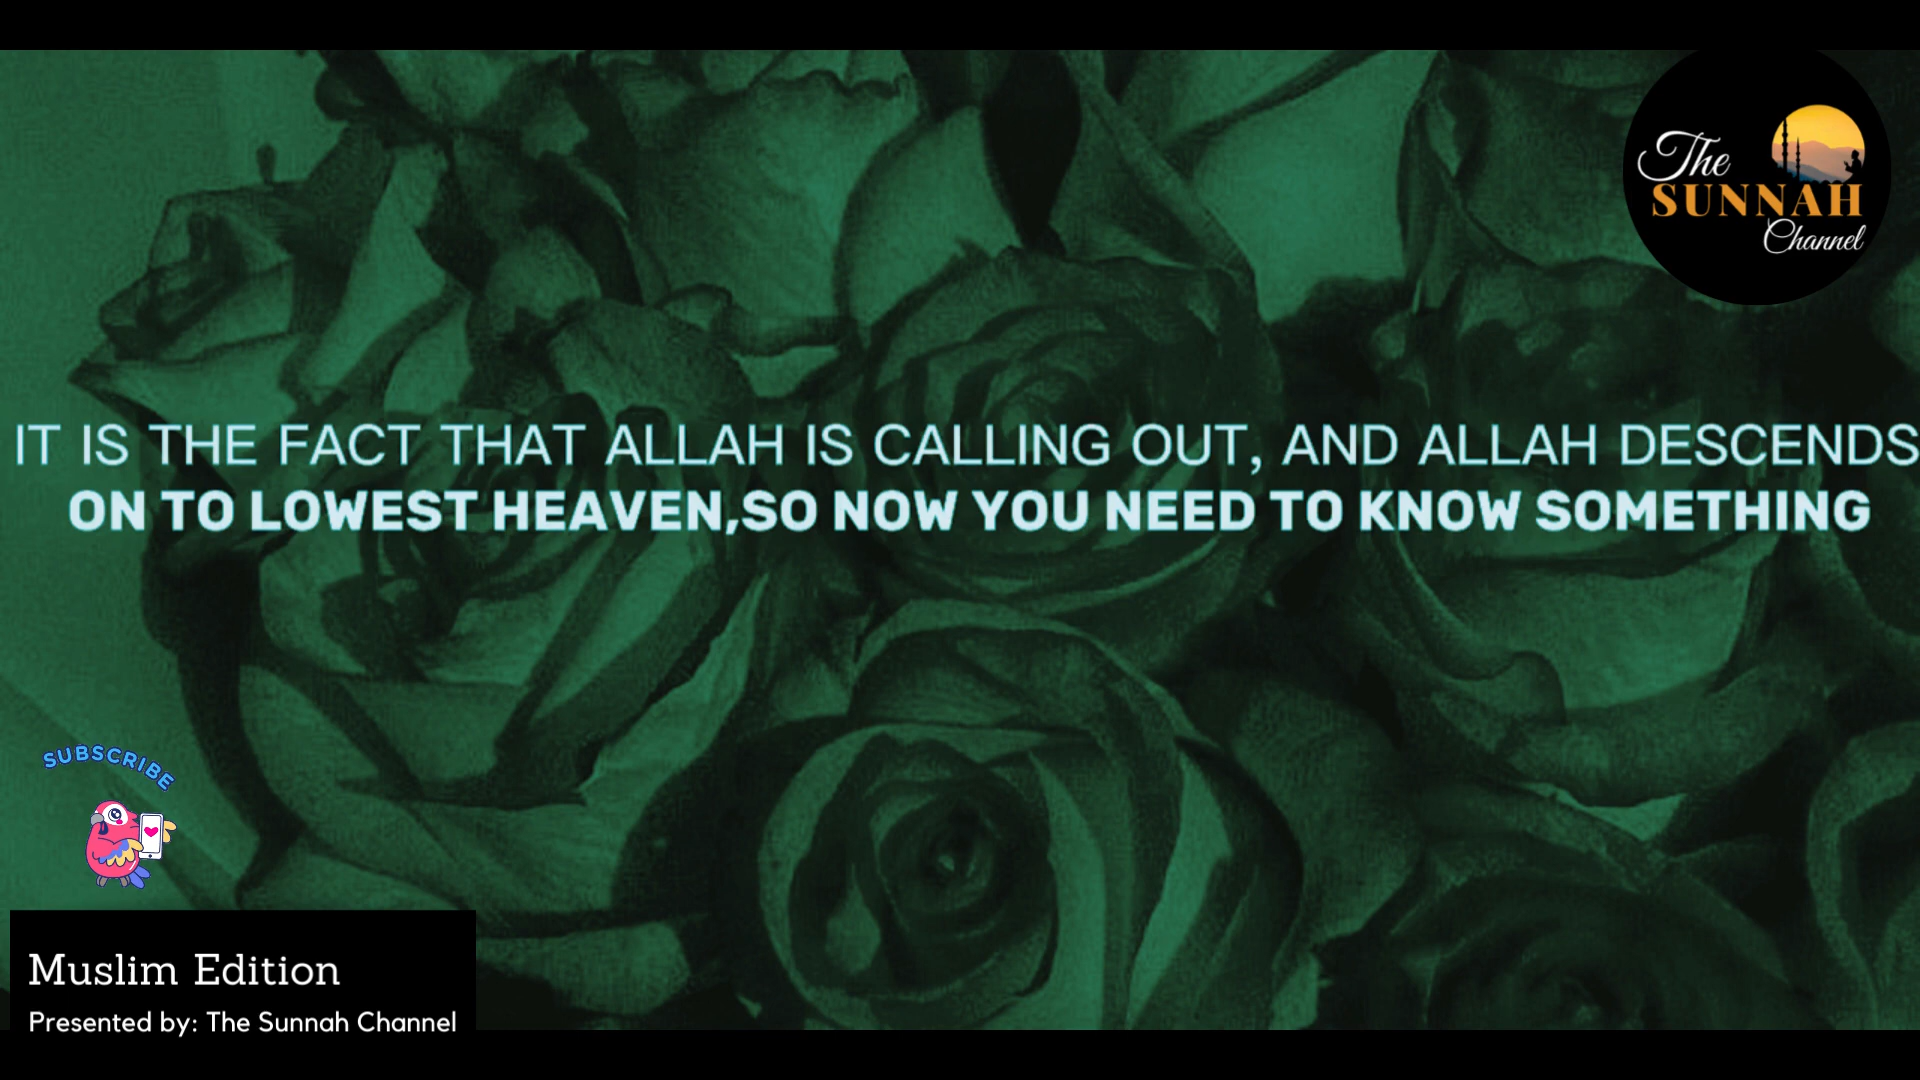 The
SUNNAH
Channel
IT IS THE FACT THAT ALLAH IS CALLING OUT, AND ALLAH DESCENDS
ON TO LOWEST HEAVEN,SO NOW YOU NEED TO KNOW SOMETHING
SUBSCRIBE
Muslim Edition
Presented by: The Sunnah Channel